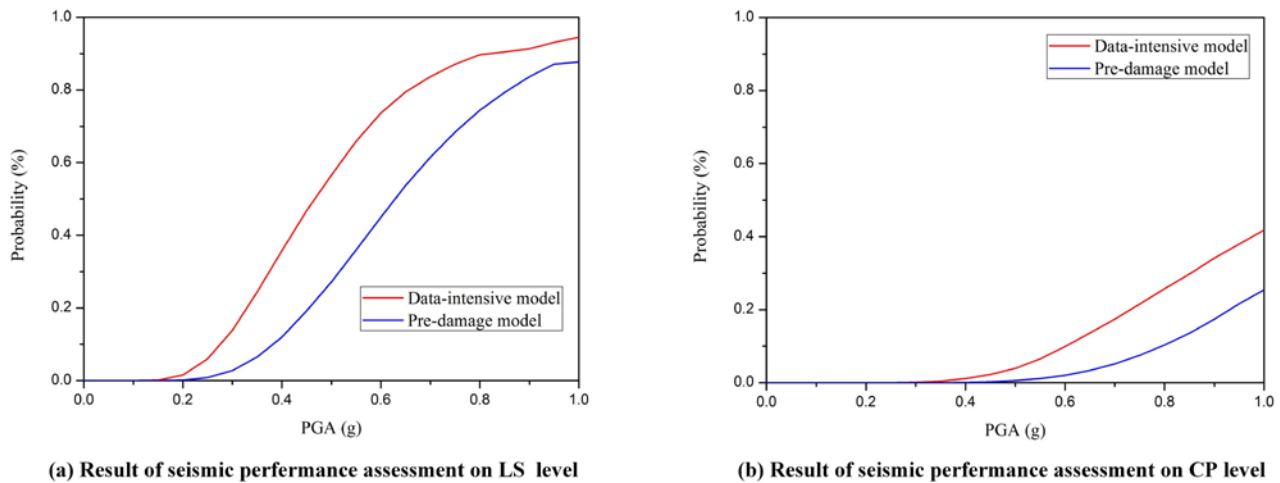 1.0
0.8
0.6
0.4
0.2
0.0
Probability (%)
Data-intensive model
Pre-damage model
0.0 0.2 0.4 0.6 0.8 1.0
PGA (g)
(a) Result of seismic perfermance assessment on LS level
1.0
0.8
0.6
0.4
0.2
0.0
Probability (%)
Data-intensive model
Pre-damage model
0.0 0.2 0.4 0.6 0.8 1.0
PGA (g)
(b) Result of seismic perfermance assessment on CP level